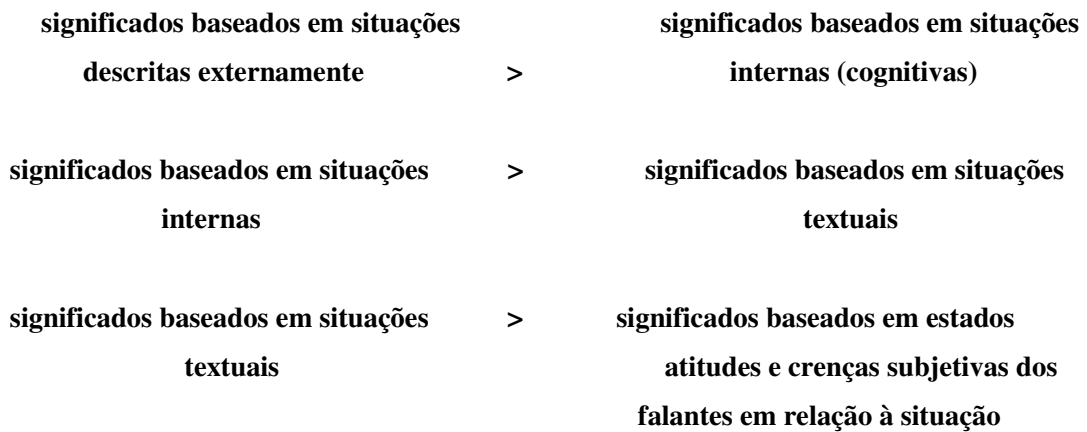 significados baseados em situações significados baseados em situações
descritas externamente > internas (cognitivas)
significados baseados em situações > significados baseados em situações
internas textuais
significados baseados em situações > significados baseados em estados
textuais atitudes e crenças subjetivas dos
falantes em relação à situação